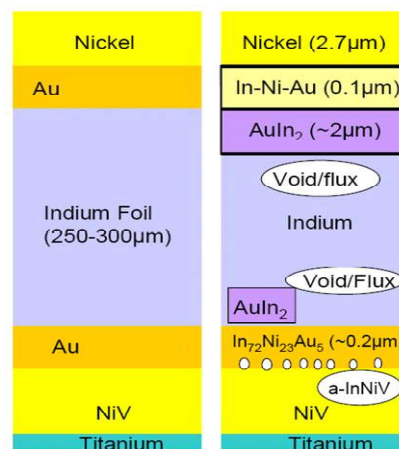 Nickel
Au
Indium Foil
(250-300µm)
Au
NiV
Titanium
Nickel (2.7µm)
In-Ni-Au (0.1µm)
AuIn₂ (~2µm)
Void/flux
Indium
Void/Flux
AuIn₂
In₇₂Ni₂₃Au₅ (~0.2µm)
a-InNiV
NiV
Titanium